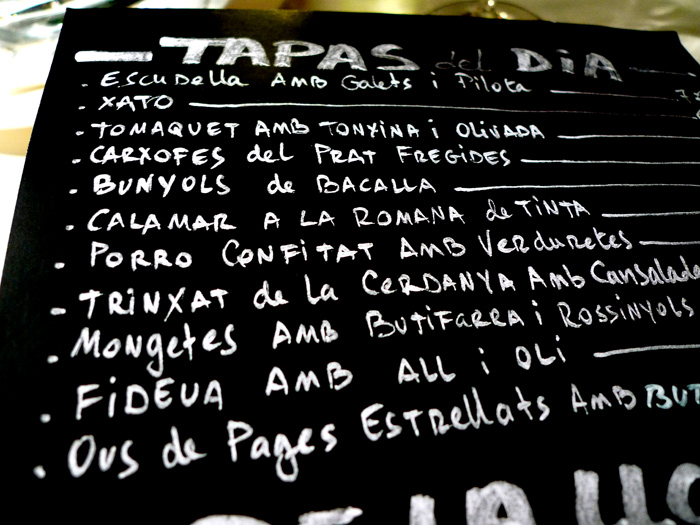 TAPAS del DIA
. ESCUDELLA AMB GALETS i PILOTA
. XATO
. TOMAQUET AMB TONYINA i OLIVADA
. CARXOFES del PRAT FREGIDES
. BUNYOLS de BACALLA
. CALAMAR A LA ROMANA de TINTA
. PORRO CONFITAT AMB VERDURETES
- TRINXAT de la CERDANYA AMB Cansalade
. MONGETES AMB BUTIFARRA i ROSSINYOLS
. FIDEUA AMB ALL i OLI
. OUS de PAGES ESTRELLATS AMB BUT